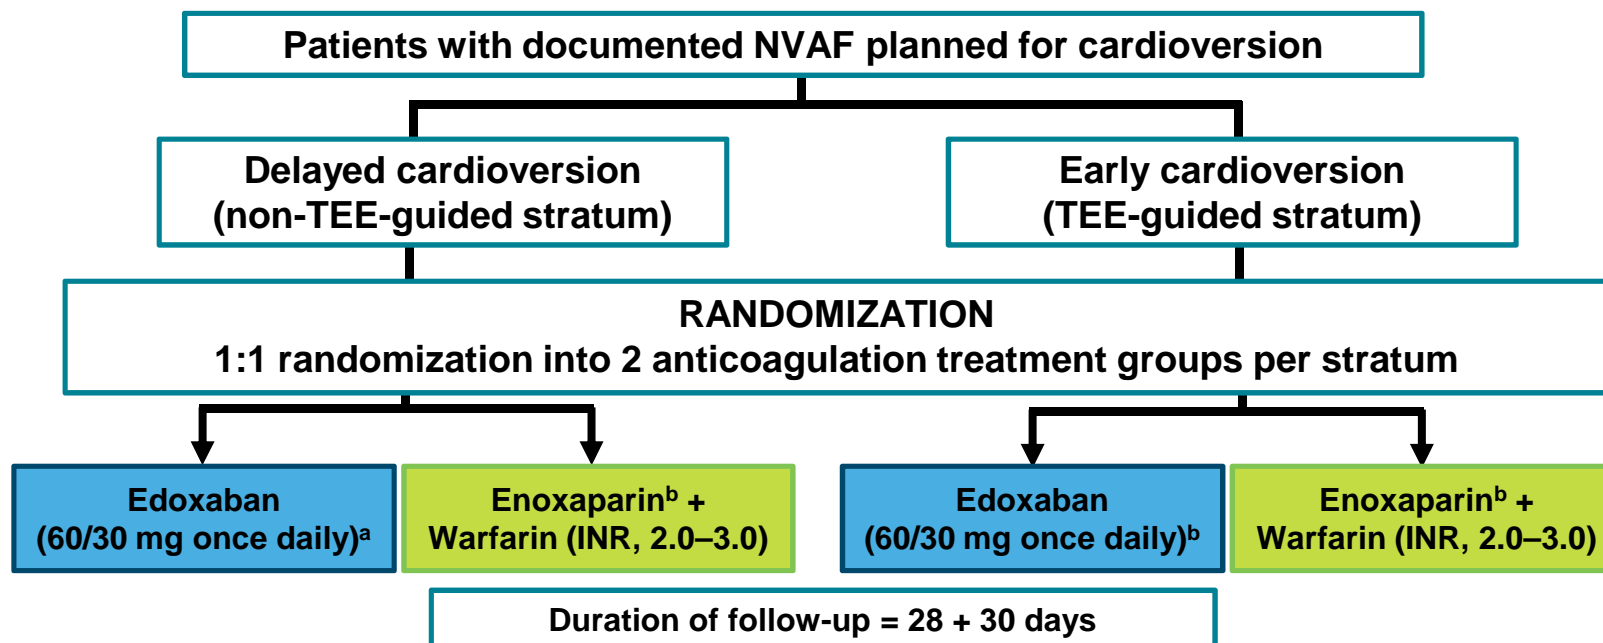 Patients with documented NVAF planned for cardioversion
Delayed cardioversion
(non-TEE-guided stratum)
Early cardioversion
(TEE-guided stratum)
RANDOMIZATION
1:1 randomization into 2 anticoagulation treatment groups per stratum
Edoxaban
(60/30 mg once daily)ᵃ
Enoxaparinᵇ +
Warfarin (INR, 2.0–3.0)
Edoxaban
(60/30 mg once daily)ᵇ
Enoxaparinᵇ +
Warfarin (INR, 2.0–3.0)
Duration of follow-up = 28 + 30 days